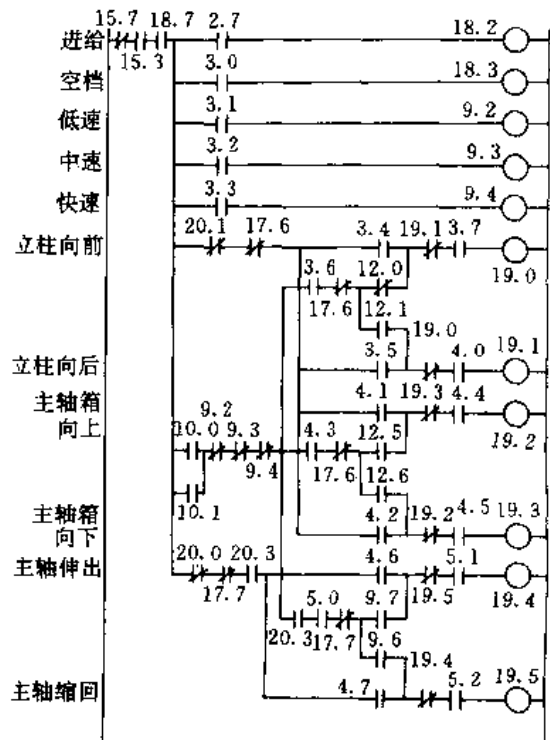 15.7 18.7 2.7 18.2
进给
15.3
3.0 18.3
空档
3.1 9.2
低速
3.2 9.3
中速
3.3 9.4
快速
20.1 17.6 3.4 19.1 3.7
立柱向前
19.0
3.6 12.0
17.6 12.1
19.0
3.5 4.0 19.1
立柱向后
4.1 19.3 4.4
主轴箱
向上
19.2
9.2
10.0 9.3 4.3 12.5
9.4 17.6
12.6
10.1
4.2 19.2 4.5 19.3
主轴箱
向下
20.0 20.3 4.6 5.1
主轴伸出
17.7 19.5 19.4
5.0 9.7
20.3 17.7 9.6
19.4
4.7 5.2 19.5
主轴缩回